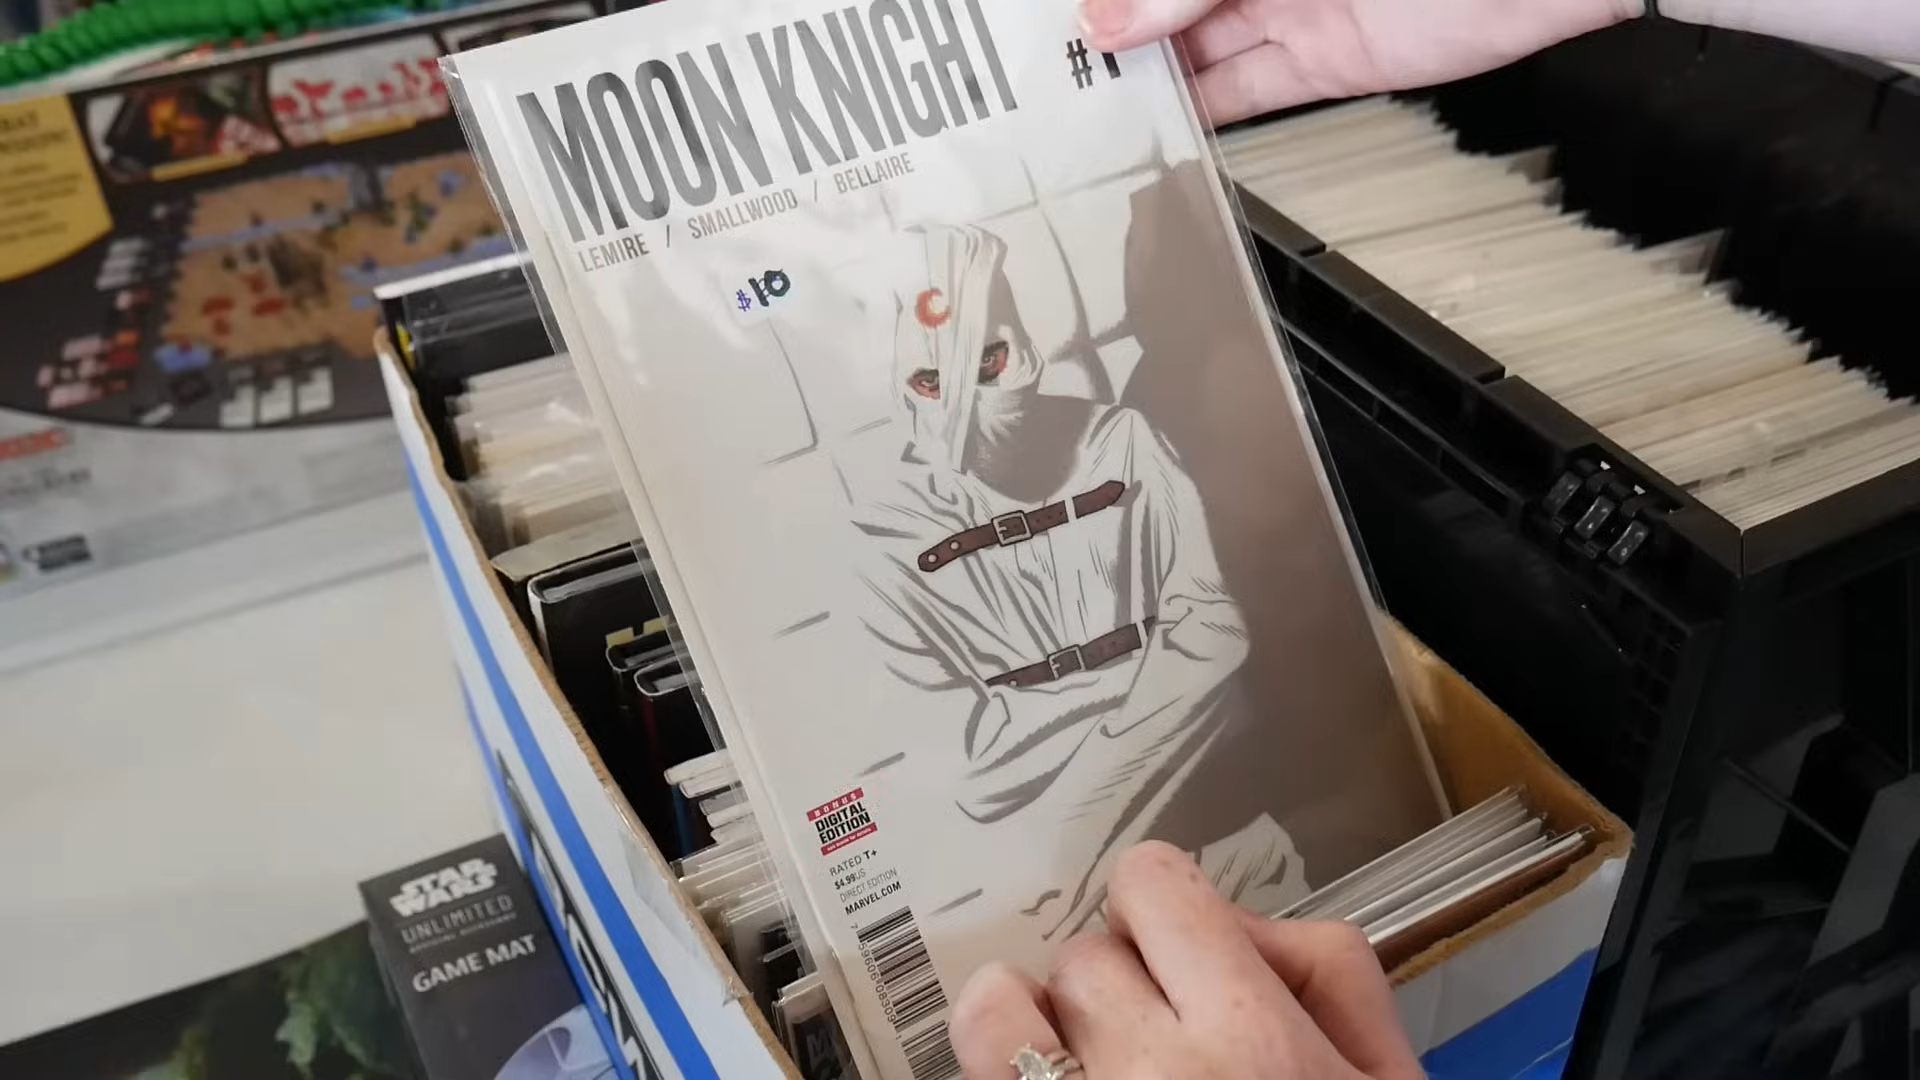 MOON KNIGHT
#1
LEMIRE / SMALLWOOD / BELLAIRE
$10
BONUS
DIGITAL
EDITION
RATED T+
$4.99US
DIRECT EDITION
MARVEL.COM
STAR
WARS
UNLIMITED
GAME MAT